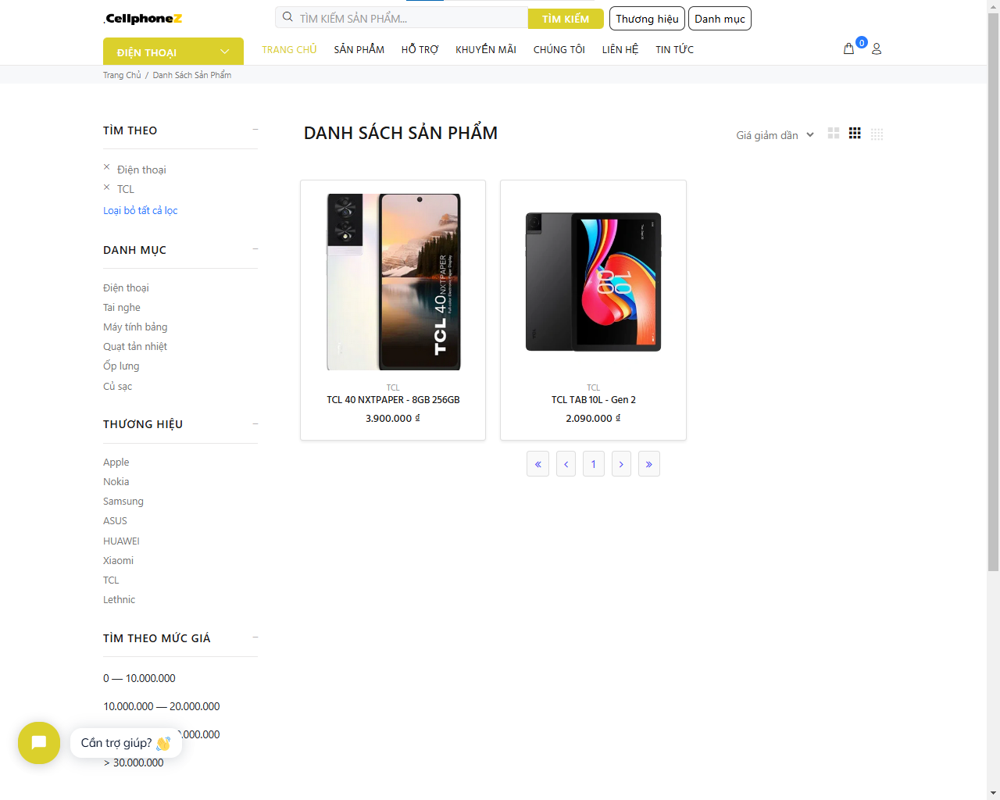 .CellphoneZ
TÌM KIẾM SẢN PHẨM...
TÌM KIẾM
Thương hiệu
Danh mục
ĐIỆN THOẠI
TRANG CHỦ
SẢN PHẨM
HỖ TRỢ
KHUYẾN MÃI
CHÚNG TÔI
LIÊN HỆ
TIN TỨC
0
Trang Chủ / Danh Sách Sản Phẩm
TÌM THEO
Điện thoại
TCL
Loại bỏ tất cả lọc
DANH MỤC
Điện thoại
Tai nghe
Máy tính bảng
Quạt tản nhiệt
Ốp lưng
Củ sạc
THƯƠNG HIỆU
Apple
Nokia
Samsung
ASUS
HUAWEI
Xiaomi
TCL
Lethnic
TÌM THEO MỨC GIÁ
0 — 10.000.000
10.000.000 — 20.000.000
0.000.000
> 30.000.000
Cần trợ giúp? 👋
DANH SÁCH SẢN PHẨM
Giá giảm dần
TCL 40 NXTPAPER
Full-color Electronic Paper Display
TCL
TCL 40 NXTPAPER - 8GB 256GB
3.900.000 ₫
TCL
TCL TAB 10L - Gen 2
2.090.000 ₫
« ‹ 1 › »